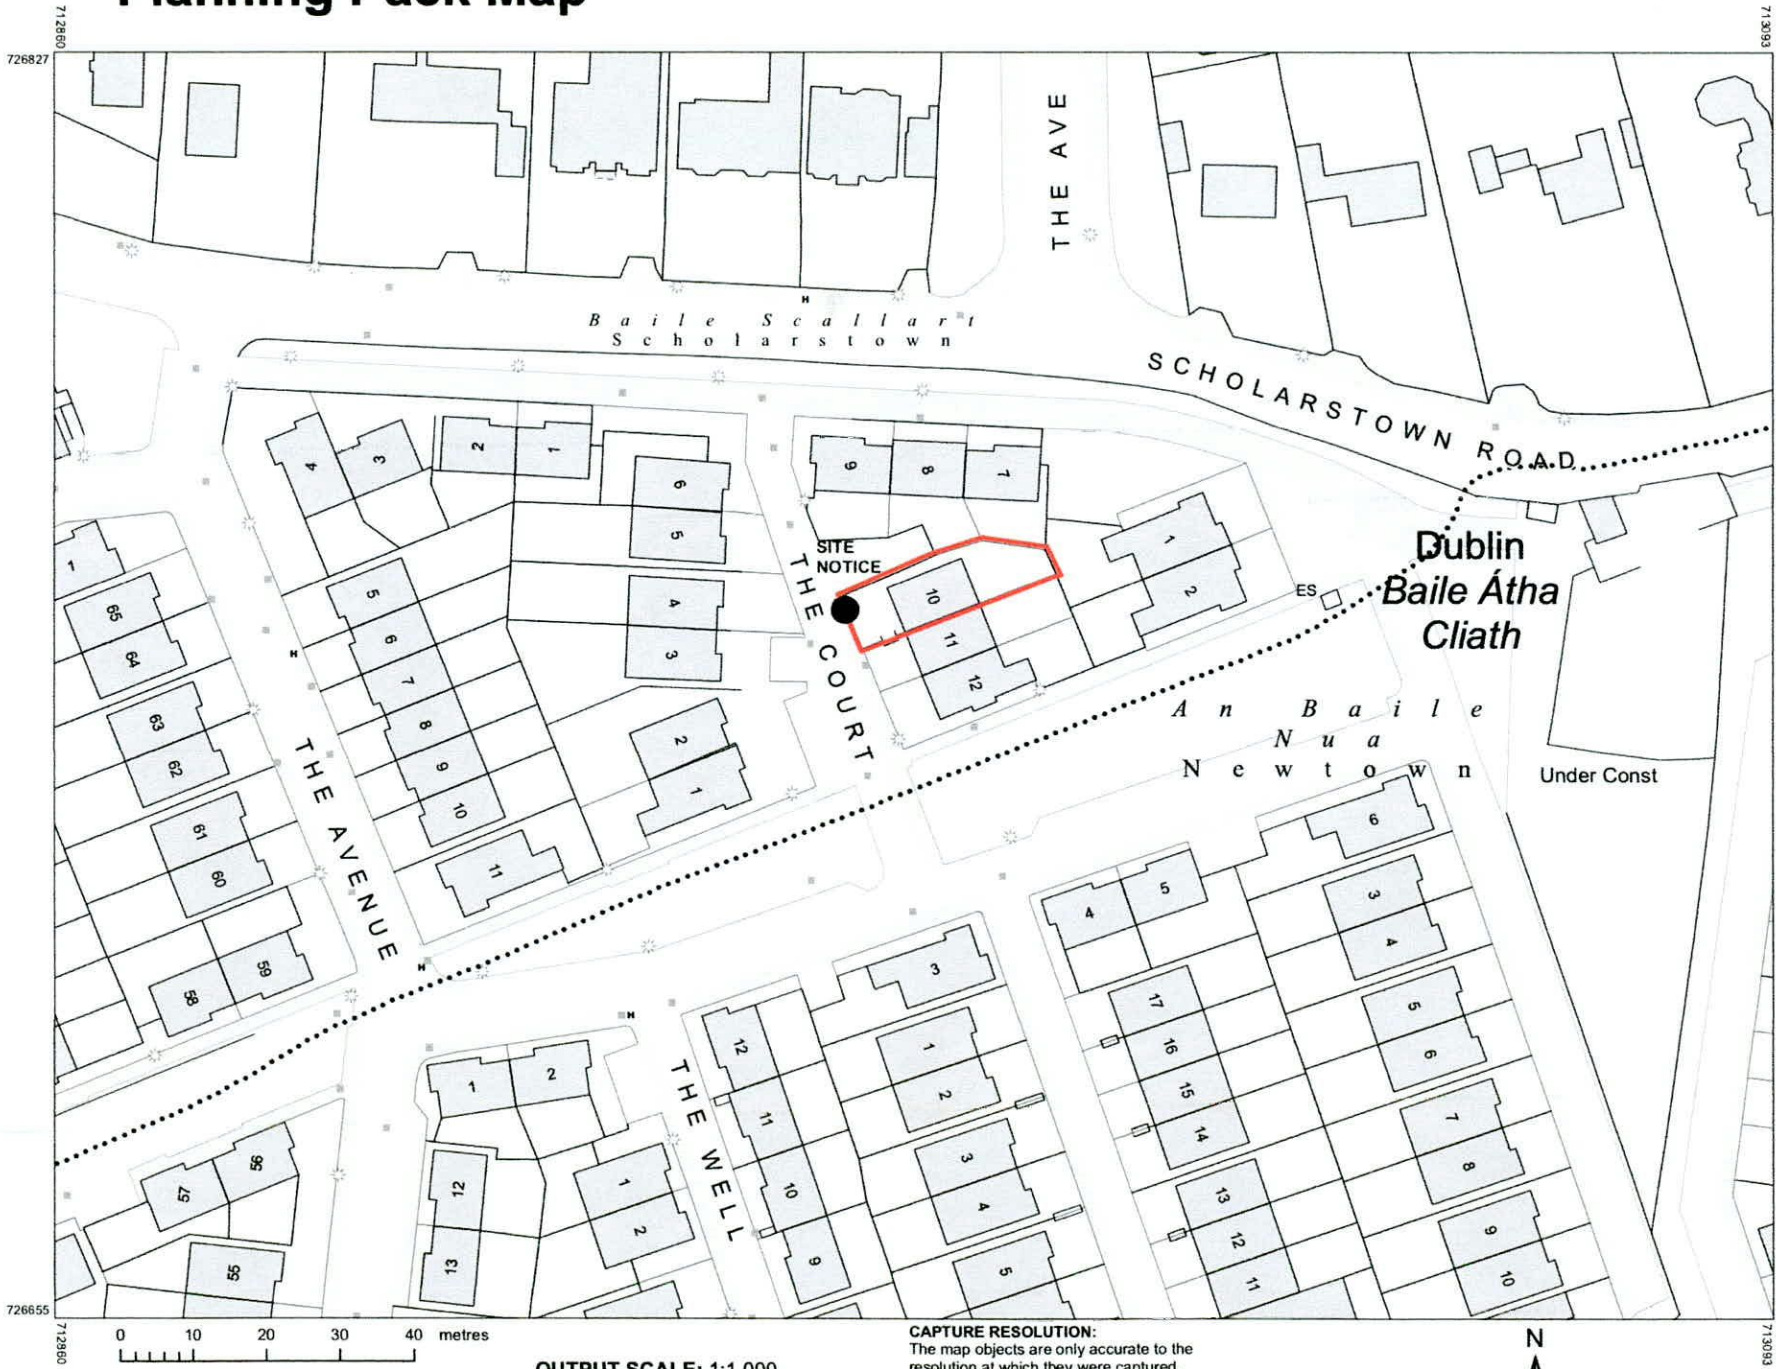 Planning Pack Map
712860
713093
726827
THE AVE
Baile Scallart
Scholarstown
SCHOLARSTOWN ROAD
4
3
2
1
6
5
4
3
2
1
9
8
7
SITE
NOTICE
THE COURT
10
11
12
1
2
ES
Dublin
Baile Átha
Cliath
An Baile
Nua
Newtown
Under Const
H
1
65
64
63
62
61
60
59
58
H
THE AVENUE
5
6
7
8
9
10
11
H
H
57
56
55
1
2
12
13
1
2
THE WELL
12
11
10
9
3
1
2
3
4
5
4
5
17
16
15
14
13
12
11
6
3
4
5
6
7
8
9
10
726655
712860
713093
0 10 20 30 40 metres
OUTPUT SCALE: 1:1,000
CAPTURE RESOLUTION:
The map objects are only accurate to the
resolution at which they were captured.
N